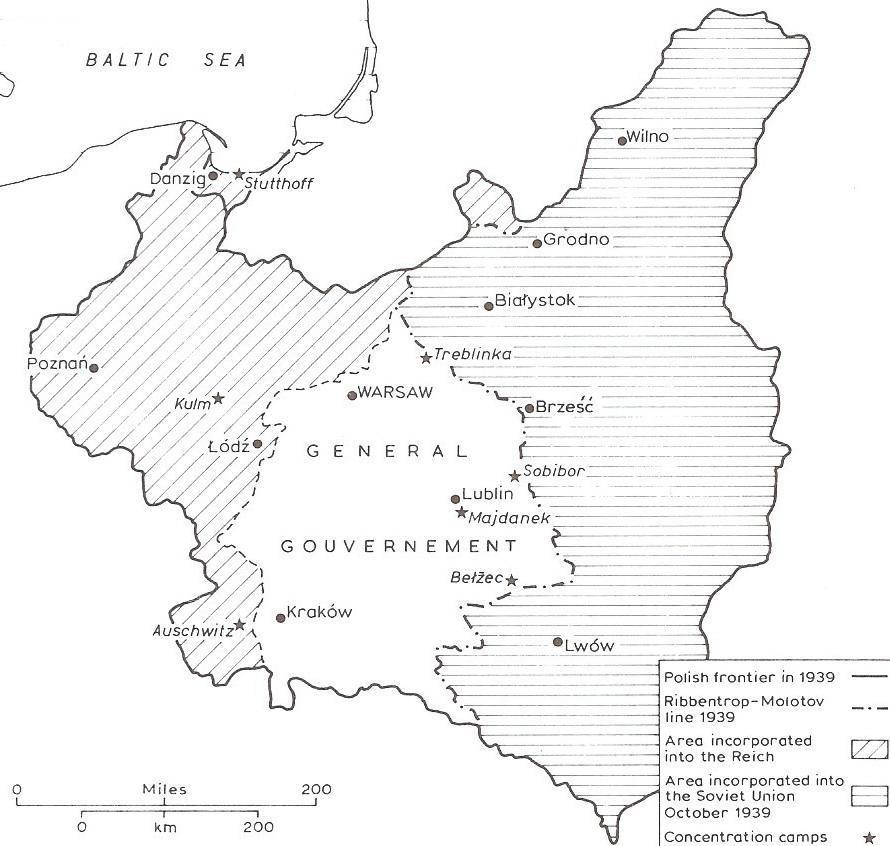 BALTIC SEA
Wilno
Danzig
Stutthoff
Grodno
Białystok
Treblinka
Poznań
WARSAW
Kulm
Brześć
Łódź
GENERAL
Sobibor
Lublin
Majdanek
GOUVERNEMENT
Bełżec
Kraków
Auschwitz
Lwów
Polish frontier in 1939
Ribbentrop-Molotov
line 1939
Area incorporated
into the Reich
Area incorporated into
the Soviet Union
October 1939
Concentration camps
0 Miles 200
0 km 200